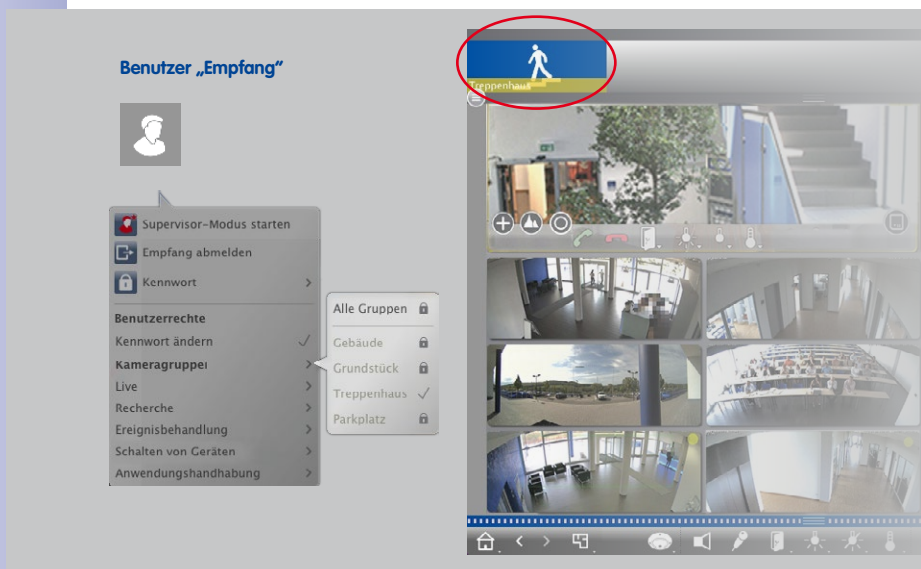 Benutzer „Empfang“
Supervisor-Modus starten
Empfang abmelden
Kennwort
Benutzerrechte
Kennwort ändern
Kameragrupper
Live
Recherche
Ereignisbehandlung
Schalten von Geräten
Anwendungshandhabung
Alle Gruppen
Gebäude
Grundstück
Treppenhaus
Parkplatz
Treppenhaus